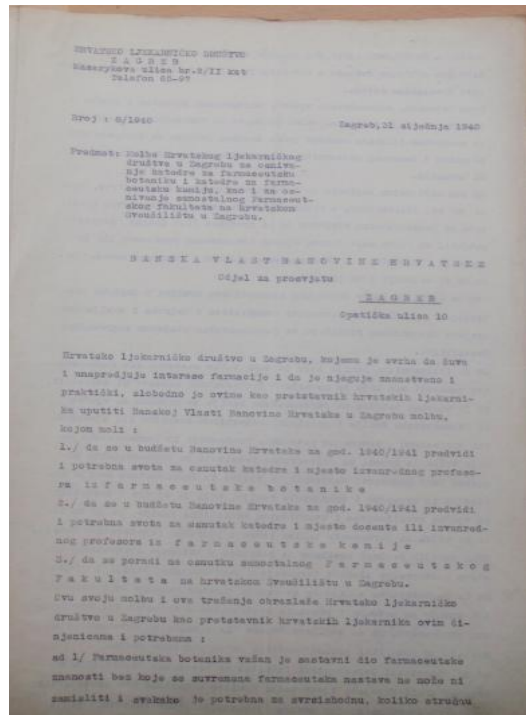 HRVATSKO LJEKARNIČKO DRUŠTVO
Z A G R E B
Masarykova ulica br.2/II kat
Telefon 65-97
Broj : 6/1940
Zagreb,31 siječnja 1940
Predmet: Molba Hrvatskog ljekarničkog
društva u Zagrebu za osniva-
nje katedre za farmaceutsku
botaniku i katedre za farma-
ceutsku kemiju, kao i za os-
nivanje samostalnog Farmaceut-
skog fakulteta na Hrvatskom
Sveučilištu u Zagrebu.
B A N S K A V L A S T B A N O V I N E H R V A T S K E
Odjel za prosvjetu
Z A G R E B
Opatička ulica 10
Hrvatsko ljekarničko društvo u Zagrebu, kojemu je svrha da čuva
i unapredjuje interese farmacije i da je njeguje znanstveno i
praktički, slobodno je ovime kao pretstavnik hrvatskih ljekarni-
ka uputiti Banskoj Vlasti Banovine Hrvatske u Zagrebu molbu,
kojom moli :
1./ da se u budžetu Banovine Hrvatske za god. 1940/1941 predvidi
i potrebna svota za osnutak katedre i mjesto izvanrednog profeso-
ra iz f a r m a c e u t s k e b o t a n i k e
2./ da se u budžetu Banovine Hrvatske za god. 1940/1941 predvidi
i potrebna svota za osnutak katedre i mjesto docenta ili izvanred-
nog profesora iz f a r m a c e u t s k e k e m i j e
3./ da se poradi na osnutku samostalnog F a r m a c e u t s k o g
F a k u l t e t a na hrvatskom Sveučilištu u Zagrebu.
Ovu svoju molbu i ova traženja obrazlaže Hrvatsko ljekarničko
društvo u Zagrebu kao pretstavnik hrvatskih ljekarnika ovim či-
njenicama i potrebama :
ad 1/ Farmaceutska botanika važan je nastavni dio farmaceutske
znanosti bez koje se suvremena farmaceutska nastava ne može ni
zamisliti i svakako je potrebna za svrsishodnu, koliko stručnu